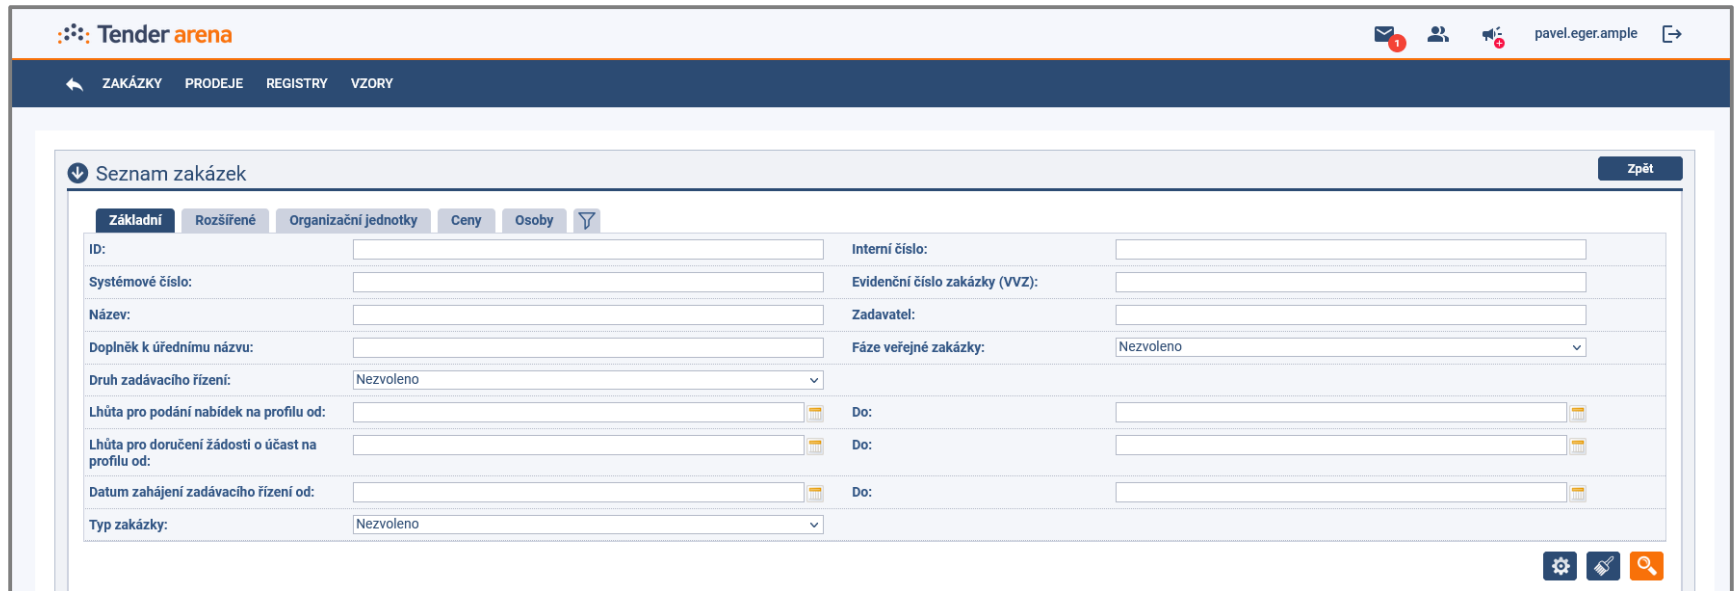 Tender arena
1
pavel.eger.ample
ZAKÁZKY PRODEJE REGISTRY VZORY
Seznam zakázek
Zpět
Základní Rozšířené Organizační jednotky Ceny Osoby
ID: Interní číslo:
Systémové číslo: Evidenční číslo zakázky (VVZ):
Název: Zadavatel:
Doplněk k úřednímu názvu: Fáze veřejné zakázky: Nezvoleno
Druh zadávacího řízení: Nezvoleno
Lhůta pro podání nabídek na profilu od: Do:
Lhůta pro doručení žádosti o účast na
profilu od: Do:
Datum zahájení zadávacího řízení od: Do:
Typ zakázky: Nezvoleno